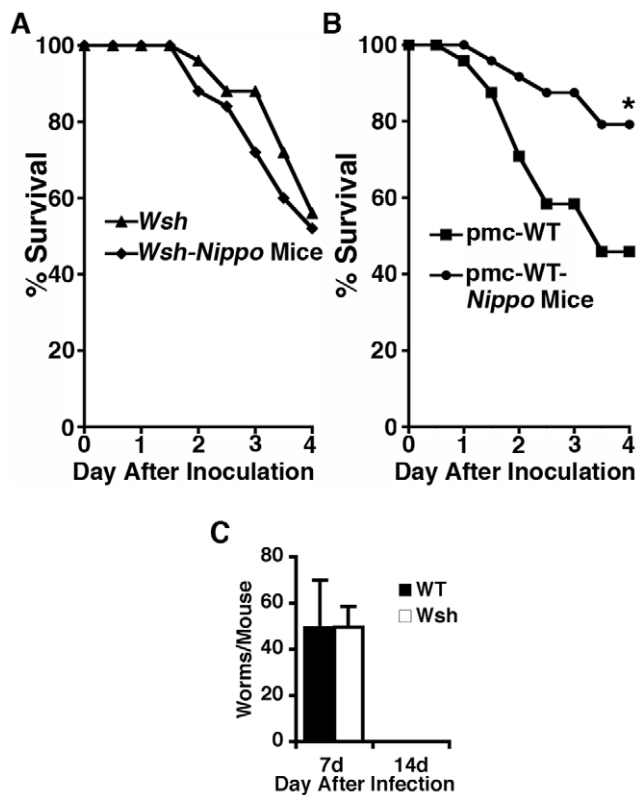 A
100
80
60
40
20
0
% Survival
Wsh
Wsh-Nippo Mice
0 1 2 3 4
Day After Inoculation
B
100
80
60
40
20
0
% Survival
*
pmc-WT
pmc-WT-
Nippo Mice
0 1 2 3 4
Day After Inoculation
C
80
60
40
20
0
Worms/Mouse
WT
Wsh
7d 14d
Day After Infection